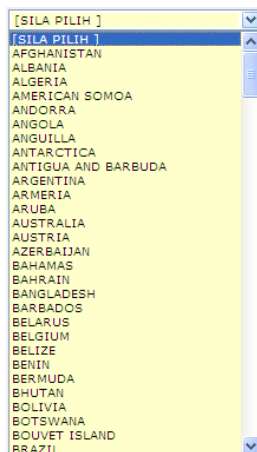 [SILA PILIH ]
[SILA PILIH ]
AFGHANISTAN
ALBANIA
ALGERIA
AMERICAN SOMOA
ANDORRA
ANGOLA
ANGUILLA
ANTARCTICA
ANTIGUA AND BARBUDA
ARGENTINA
ARMERIA
ARUBA
AUSTRALIA
AUSTRIA
AZERBAIJAN
BAHAMAS
BAHRAIN
BANGLADESH
BARBADOS
BELARUS
BELGIUM
BELIZE
BENIN
BERMUDA
BHUTAN
BOLIVIA
BOTSWANA
BOUVET ISLAND
BRAZIL